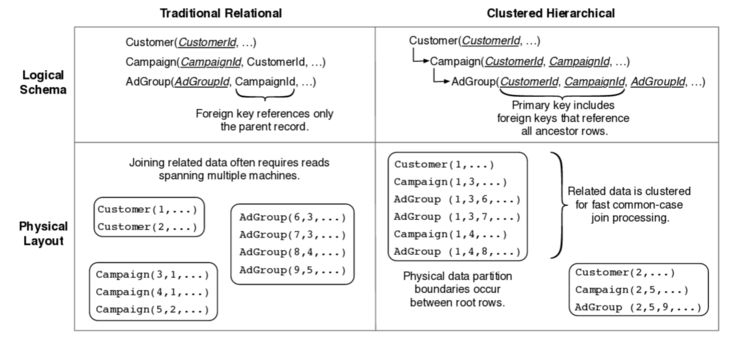 Traditional Relational
Clustered Hierarchical
Logical
Schema
Customer(CustomerId, ...)
Campaign(CampaignId, CustomerId, ...)
AdGroup(AdGroupId, CampaignId, ...)
Foreign key references only
the parent record.
Customer(CustomerId, ...)
Campaign(CustomerId, CampaignId, ...)
AdGroup(CustomerId, CampaignId, AdGroupId, ...)
Primary key includes
foreign keys that reference
all ancestor rows.
Physical
Layout
Joining related data often requires reads
spanning multiple machines.
Customer(1,...)
Customer(2,...)
AdGroup(6,3,...)
AdGroup(7,3,...)
AdGroup(8,4,...)
AdGroup(9,5,...)
Campaign(3,1,...)
Campaign(4,1,...)
Campaign(5,2,...)
Customer(1,...)
Campaign(1,3,...)
AdGroup (1,3,6,...)
AdGroup (1,3,7,...)
Campaign(1,4,...)
AdGroup (1,4,8,...)
Related data is clustered
for fast common-case
join processing.
Physical data partition
boundaries occur
between root rows.
Customer(2,...)
Campaign(2,5,...)
AdGroup (2,5,9,...)